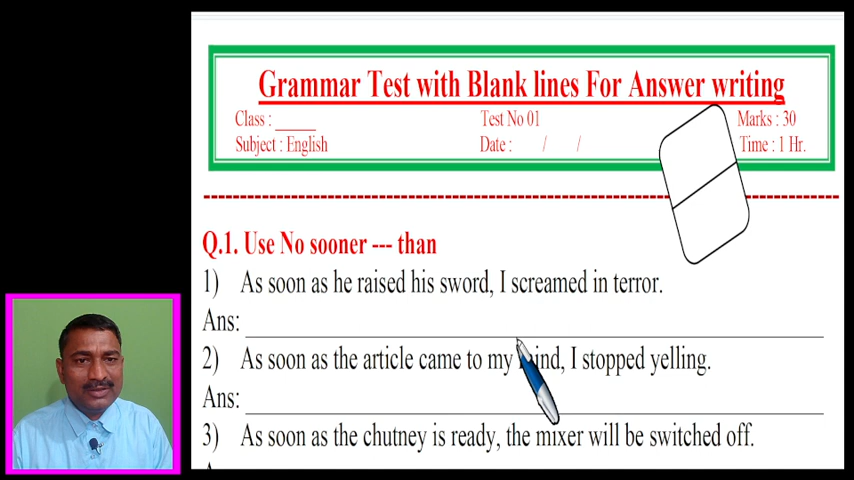 Grammar Test with Blank lines For Answer writing
Class : _____ Test No 01 Marks : 30
Subject : English Date : / / Time : 1 Hr.
Q.1. Use No sooner --- than
1) As soon as he raised his sword, I screamed in terror.
Ans:
2) As soon as the article came to my mind, I stopped yelling.
Ans:
3) As soon as the chutney is ready, the mixer will be switched off.